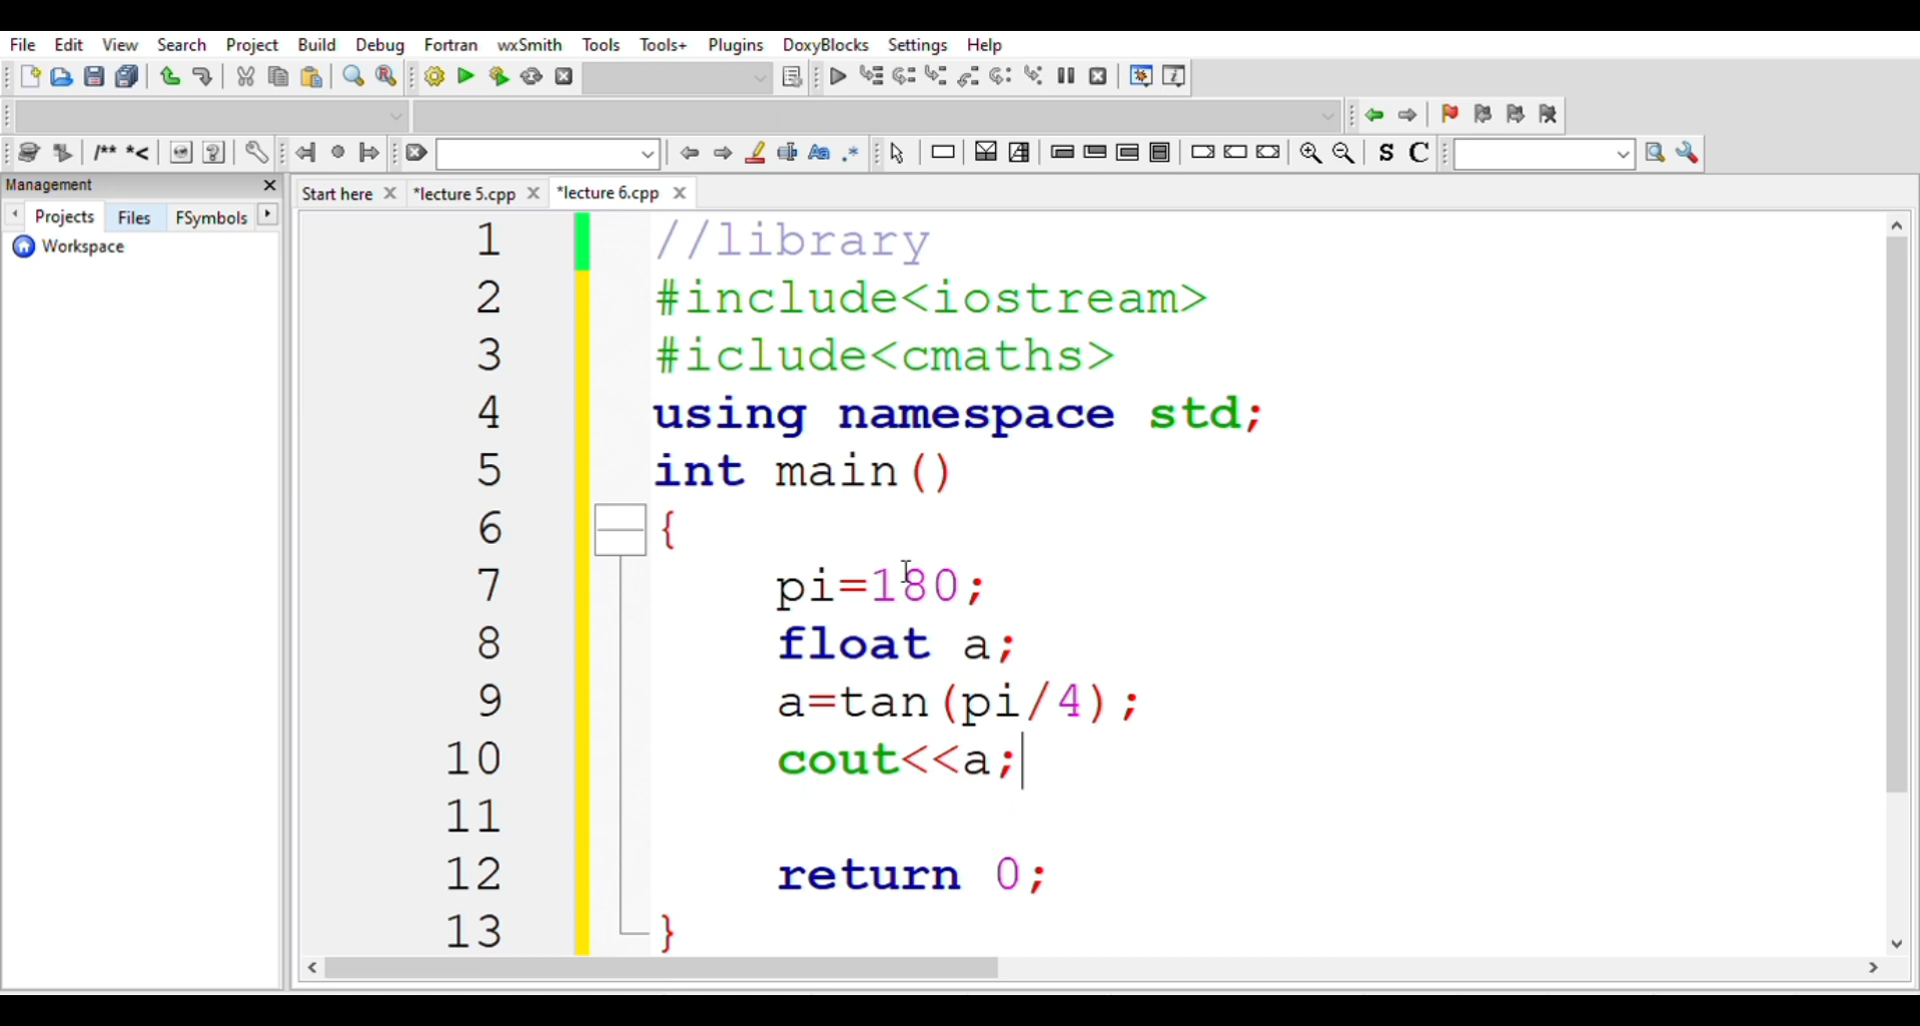 File Edit View Search Project Build Debug Fortran wxSmith Tools Tools+ Plugins DoxyBlocks Settings Help
/** *< S C
Management
Start here *lecture 5.cpp *lecture 6.cpp
Projects Files FSymbols
Workspace
1 //library
2 #include<iostream>
3 #iclude<cmaths>
4 using namespace std;
5 int main()
6 {
7 pi=180;
8 float a;
9 a=tan(pi/4);
10 cout<<a;
11
12 return 0;
13 }